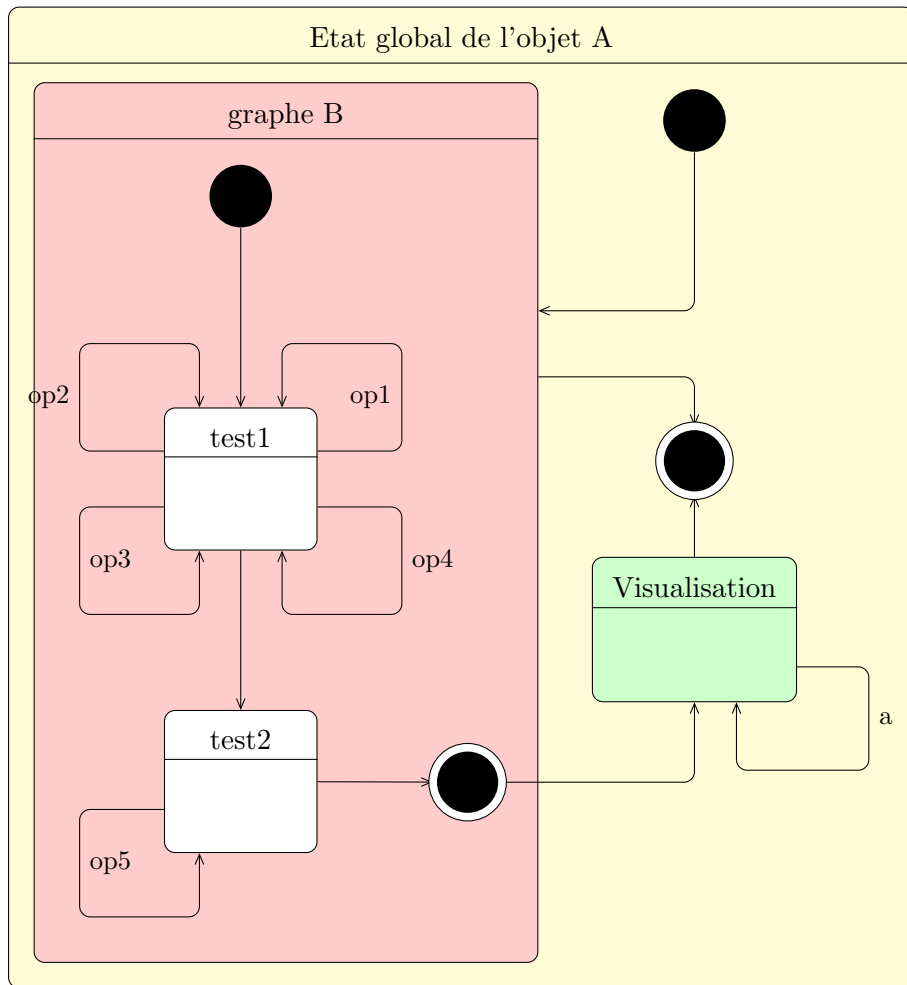 Etat global de l'objet A
graphe B
op2
op1
test1
op3
op4
Visualisation
a
test2
op5